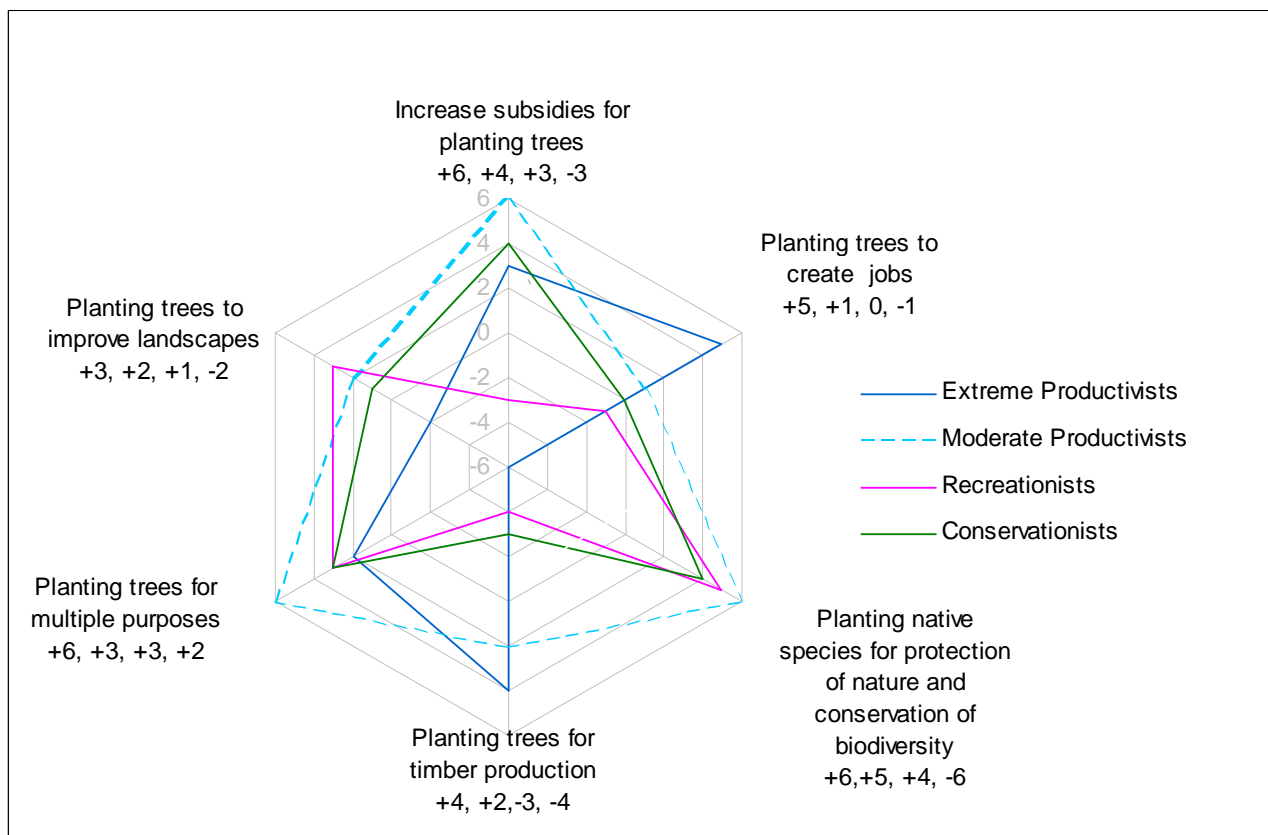 Increase subsidies for
planting trees
+6, +4, +3, -3
Planting trees to
create  jobs
+5, +1, 0, -1
Planting trees to
improve landscapes
+3, +2, +1, -2
6
4
2
0
-2
-4
-6
Extreme Productivists
Moderate Productivists
Recreationists
Conservationists
Planting trees for
multiple purposes
+6, +3, +3, +2
Planting native
species for protection
of nature and
conservation of
biodiversity
+6,+5, +4, -6
Planting trees for
timber production
+4, +2,-3, -4